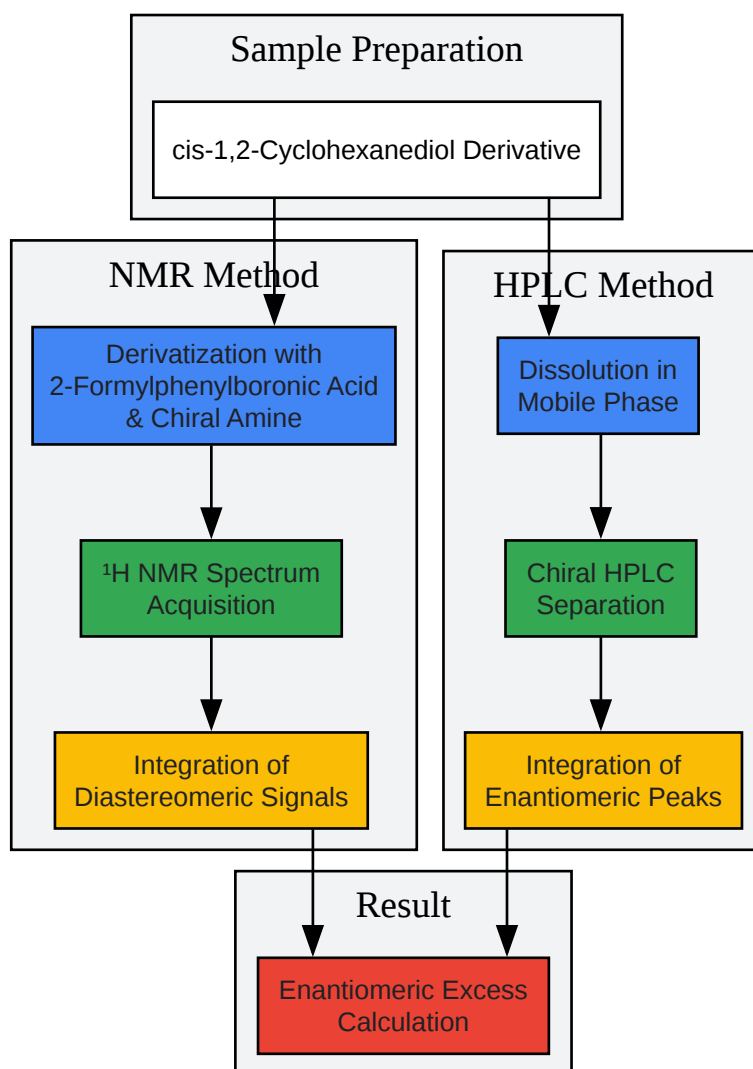 Sample Preparation
cis-1,2-Cyclohexanediol Derivative
NMR Method
Derivatization with
2-Formylphenylboronic Acid
& Chiral Amine
¹H NMR Spectrum
Acquisition
Integration of
Diastereomeric Signals
HPLC Method
Dissolution in
Mobile Phase
Chiral HPLC
Separation
Integration of
Enantiomeric Peaks
Result
Enantiomeric Excess
Calculation